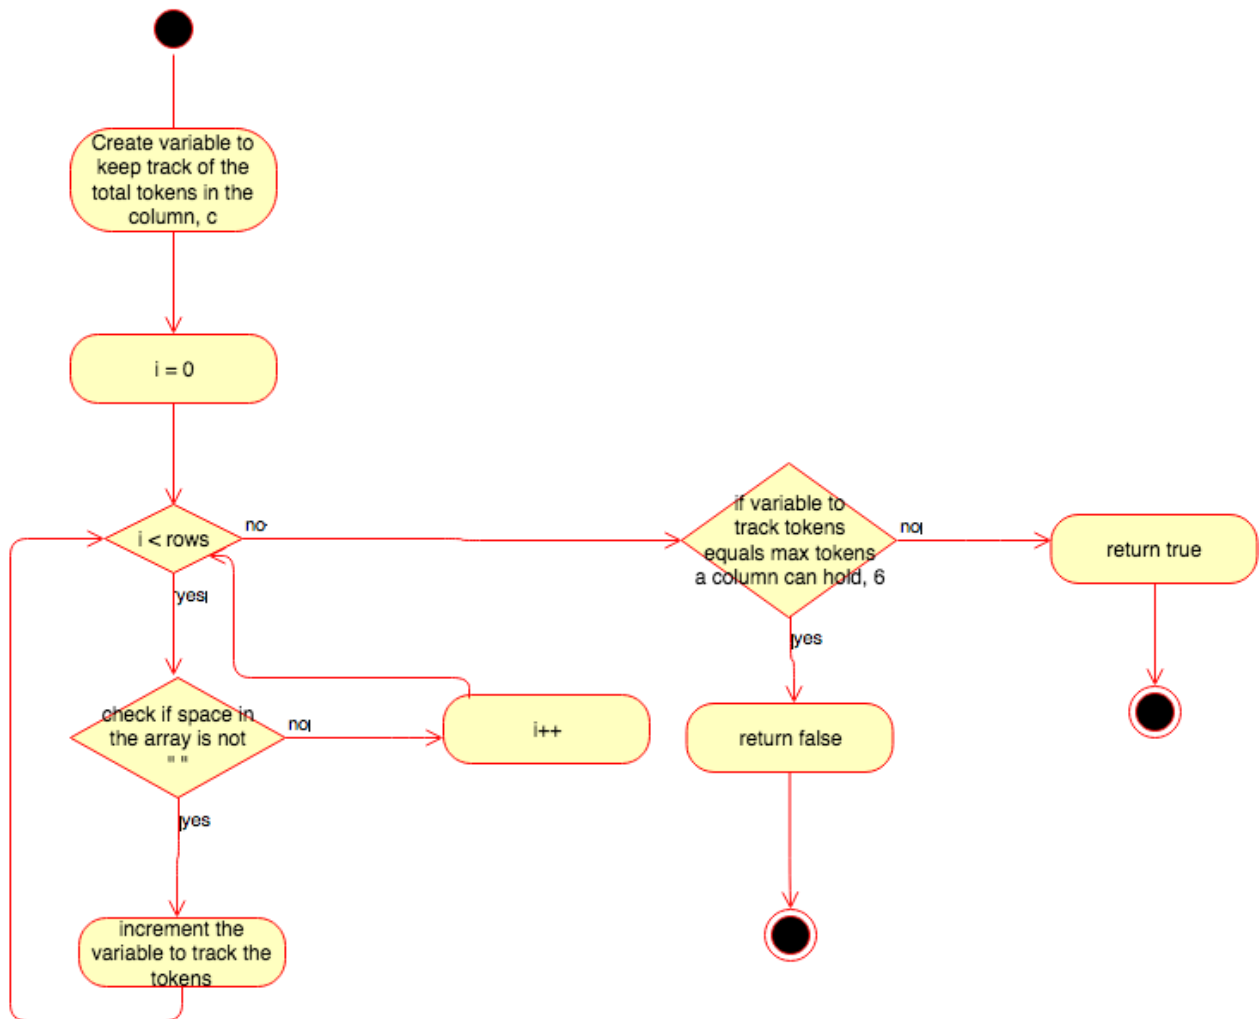 Create variable to
keep track of the
total tokens in the
column, c
i = 0
i < rows
no
yes
check if space in
the array is not
" "
no
i++
yes
increment the
variable to track the
tokens
if variable to
track tokens
equals max tokens
a column can hold, 6
no
return true
yes
return false